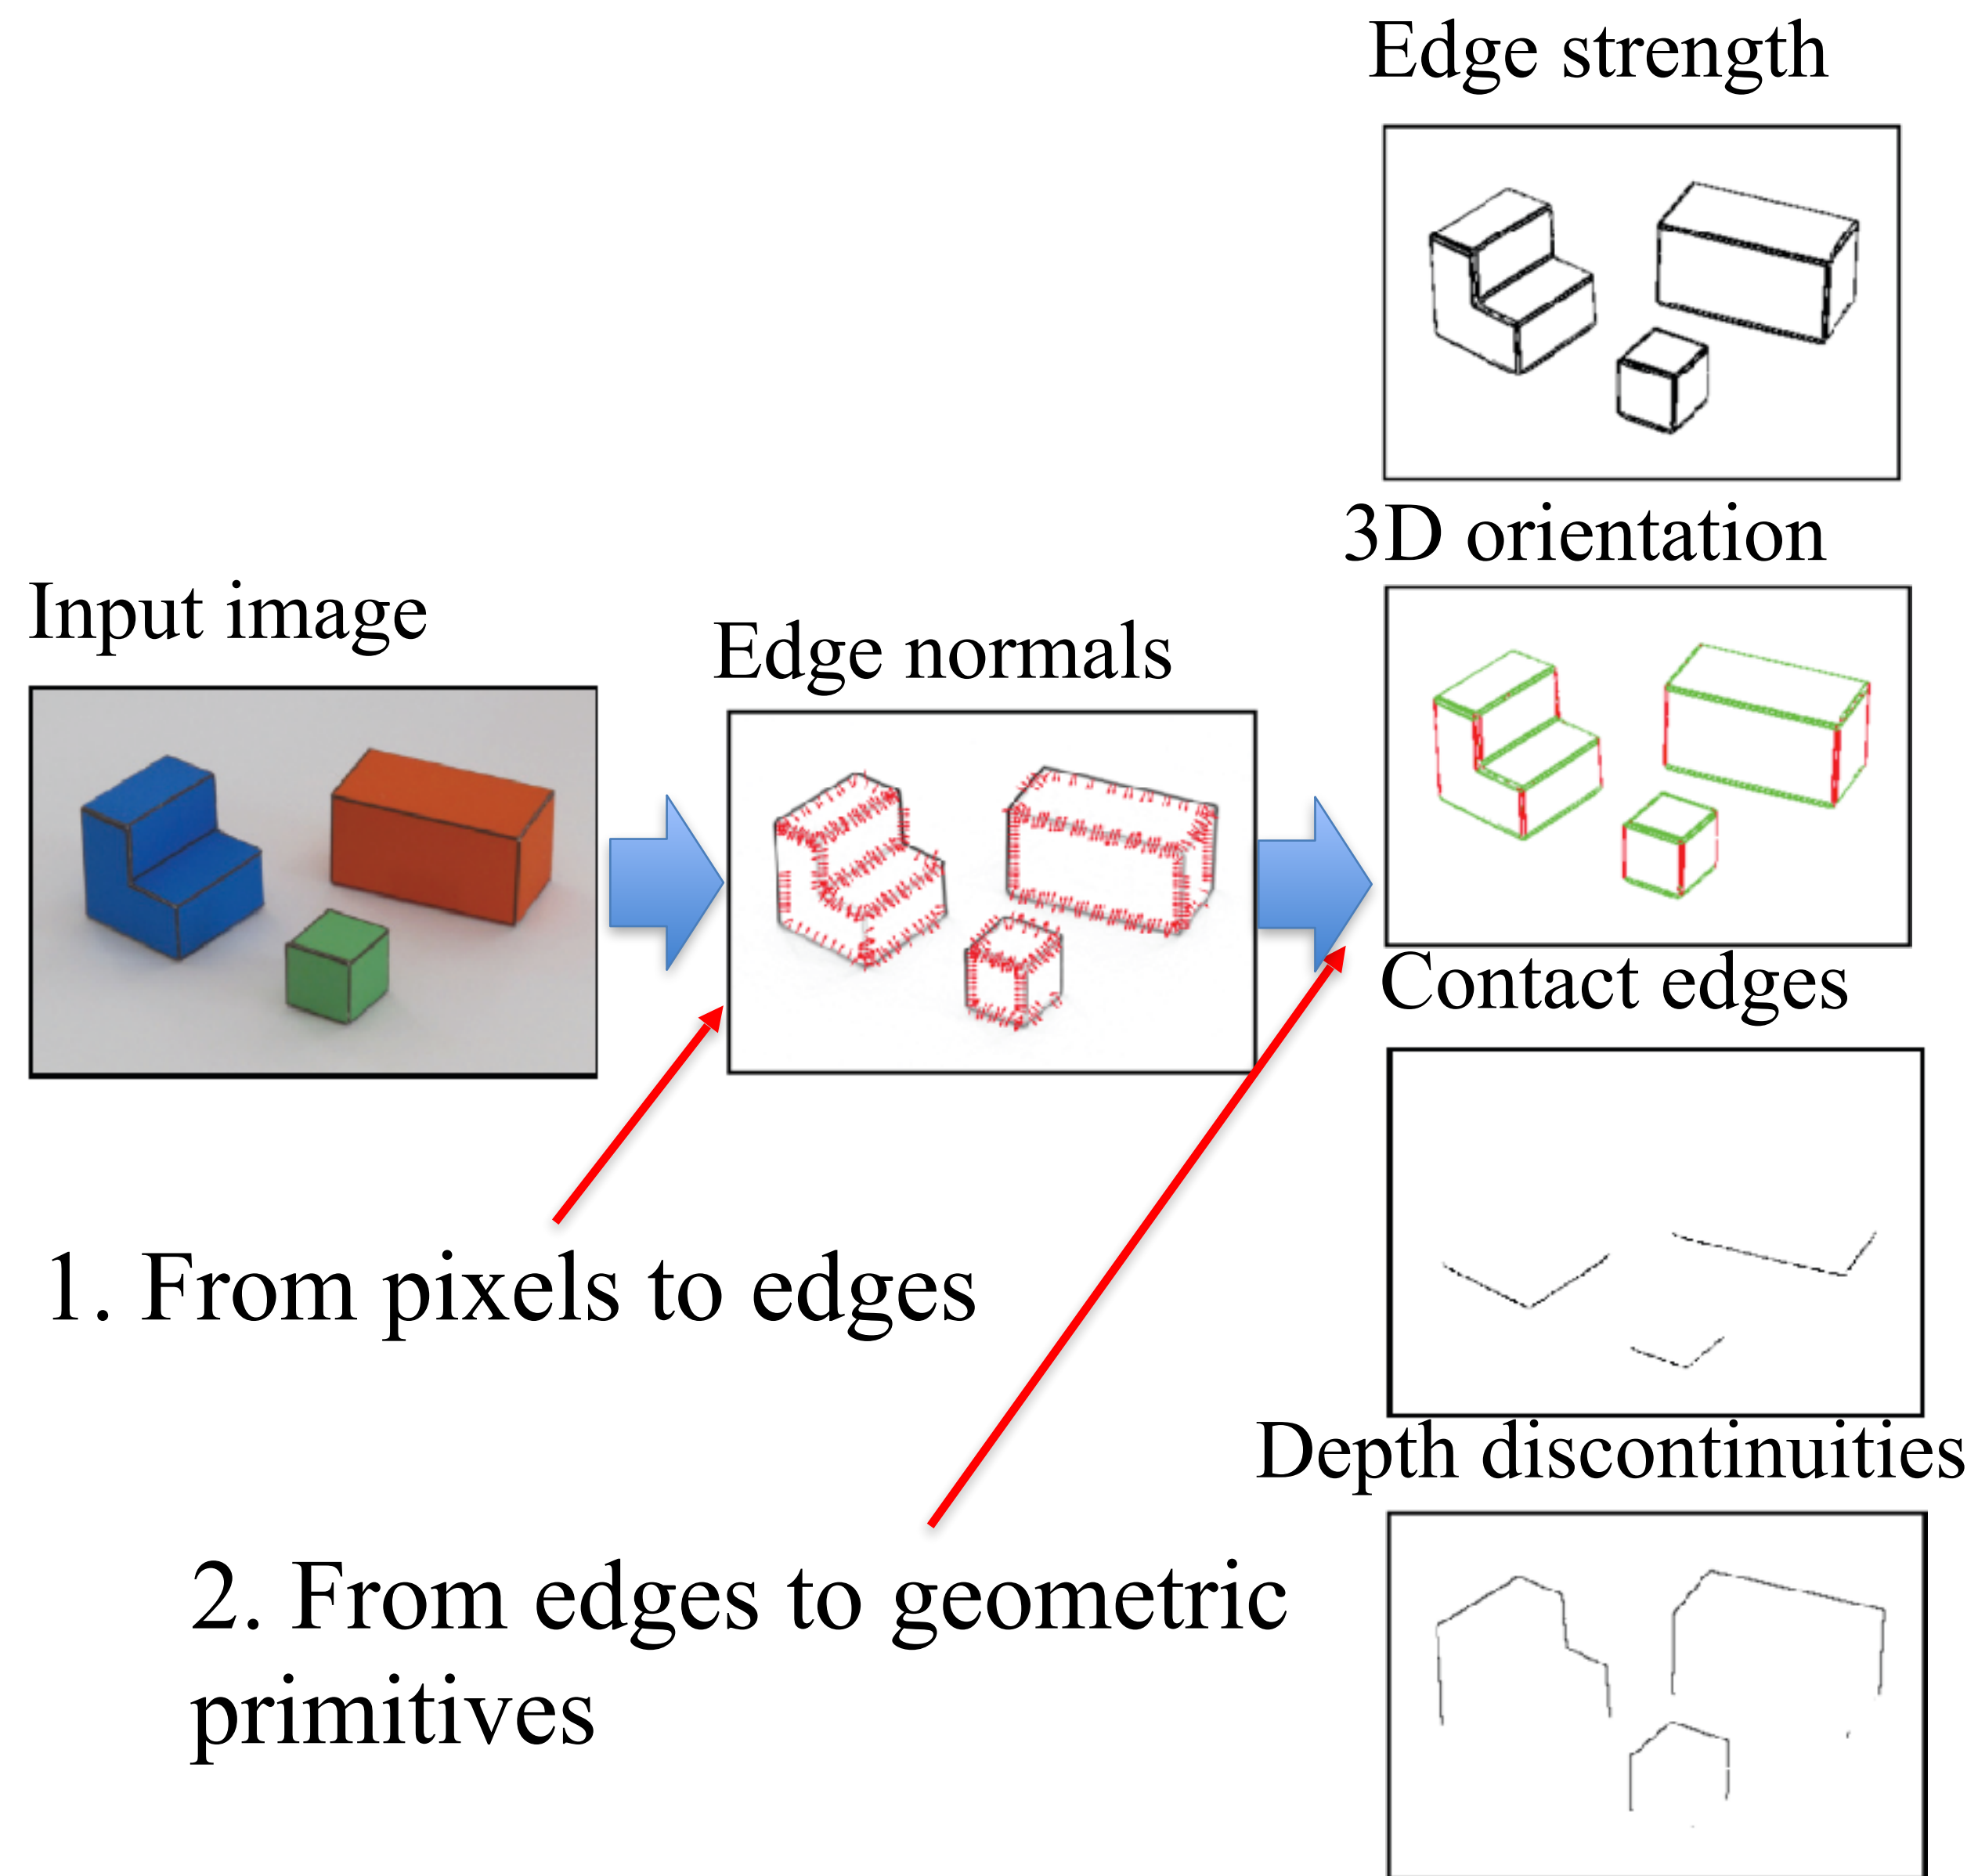 Edge strength
3D orientation
Input image
Edge normals
Contact edges
1. From pixels to edges
Depth discontinuities
2. From edges to geometric
primitives